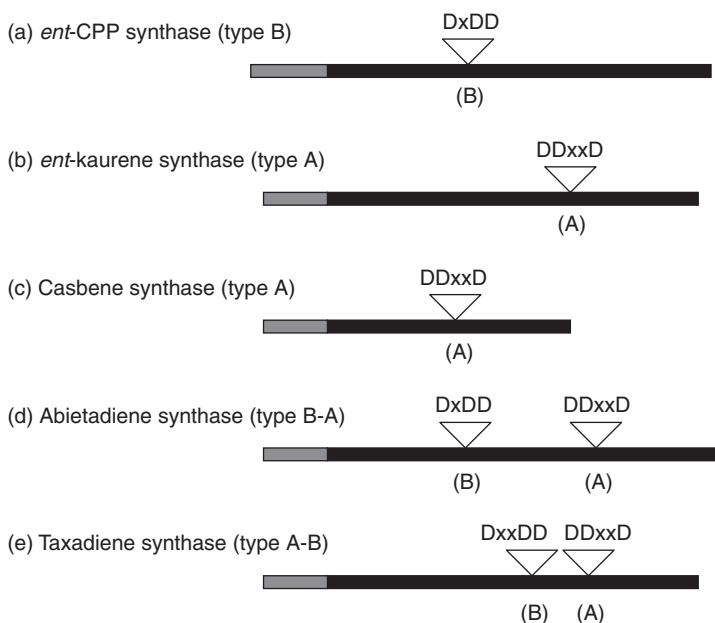 (a) ent-CPP synthase (type B)
DxDD
(B)
(b) ent-kaurene synthase (type A)
DDxxD
(A)
(c) Casbene synthase (type A)
DDxxD
(A)
(d) Abietadiene synthase (type B-A)
DxDD DDxxD
(B) (A)
(e) Taxadiene synthase (type A-B)
DxxDD DDxxD
(B) (A)